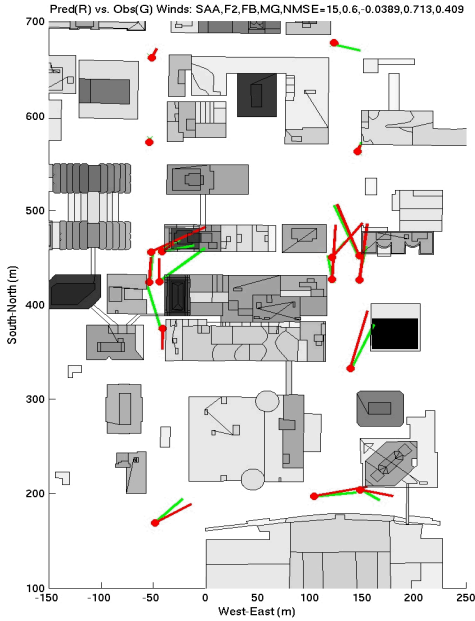 Pred(R) vs. Obs(G) Winds: SAA,F2,FB,MG,NMSE=15,0.6,-0.0389,0.713,0.409
700
600
500
400
300
200
100
South-North (m)
-150 -100 -50 0 50 100 150 200 250
West-East (m)